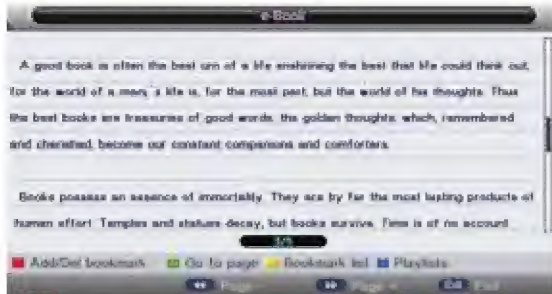 e-Book
A good book is often the best urn of a life enshrining the best that life could think out,
for the world of a man's life is, for the most part, but the world of his thoughts. Thus
the best books are treasuries of good words, the golden thoughts, which, remembered
and cherished, become our constant companions and comforters.
Books possess an essence of immortality. They are by far the most lasting products of
human effort. Temples and statues decay, but books survive. Time is of no account
Add/Del bookmark Go to page Bookmark list Playlists
Page - Page + Exit Exit